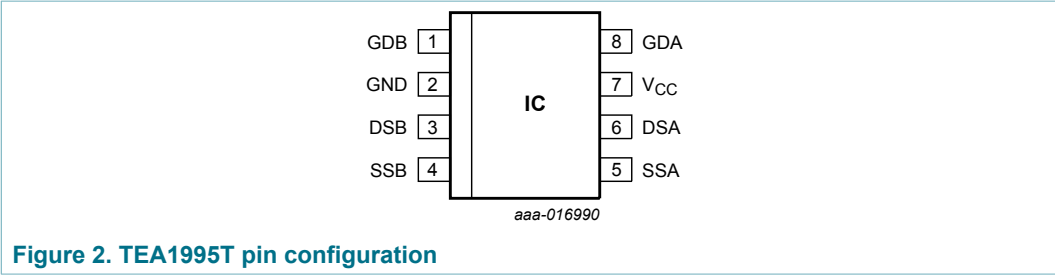 GDB 1 8 GDA
GND 2 7 VCC
IC
DSB 3 6 DSA
SSB 4 5 SSA
aaa-016990
Figure 2. TEA1995T pin configuration